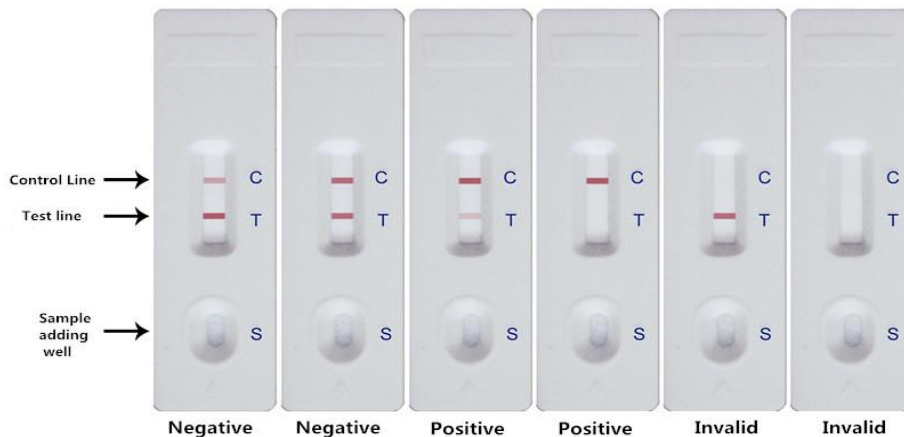 C C C C C C
Control Line
Test line
T T T T T T
Sample
adding
well
S S S S S S
Negative Negative Positive Positive Invalid Invalid